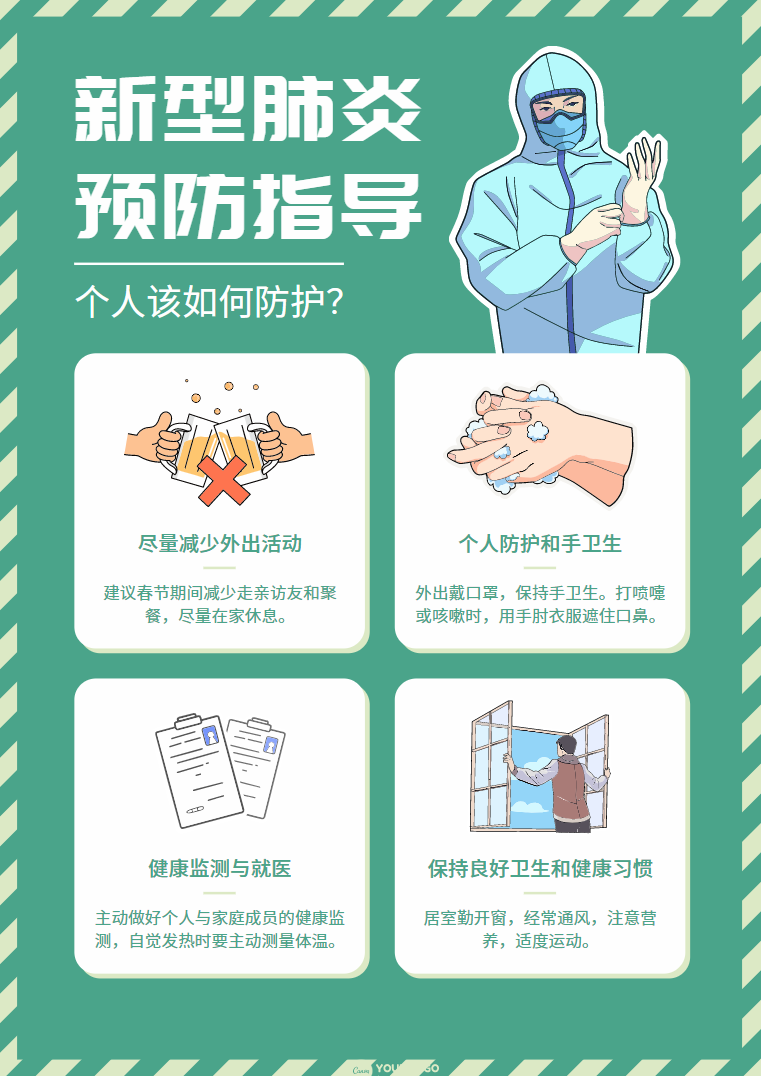 新型肺炎
预防指导
个人该如何防护?
尽量减少外出活动
建议春节期间减少走亲访友和聚
餐，尽量在家休息。
个人防护和手卫生
外出戴口罩，保持手卫生。打喷嚏
或咳嗽时，用手肘衣服遮住口鼻。
健康监测与就医
主动做好个人与家庭成员的健康监
测，自觉发热时要主动测量体温。
保持良好卫生和健康习惯
居室勤开窗，经常通风，注意营
养，适度运动。
Canva